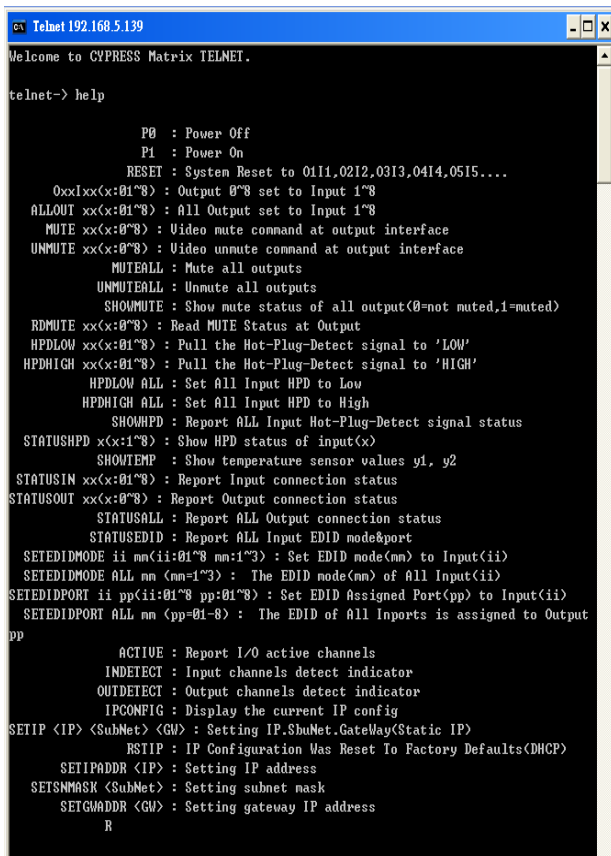 Telnet 192.168.5.139
Welcome to CYPRESS Matrix TELNET.
telnet-> help
P0 : Power Off
P1 : Power On
RESET : System Reset to O1I1,O2I2,O3I3,O4I4,O5I5....
OxxIxx(x:01~8) : Output 0~8 set to Input 1~8
ALLOUT xx(x:01~8) : All Output set to Input 1~8
MUTE xx(x:0~8) : Video mute command at output interface
UNMUTE xx(x:0~8) : Video unmute command at output interface
MUTEALL : Mute all outputs
UNMUTEALL : Unmute all outputs
SHOWMUTE : Show mute status of all output(0=not muted,1=muted)
RDMUTE xx(x:0~8) : Read MUTE Status at Output
HPDLOW xx(x:01~8) : Pull the Hot-Plug-Detect signal to 'LOW'
HPDHIGH xx(x:01~8) : Pull the Hot-Plug-Detect signal to 'HIGH'
HPDLOW ALL : Set All Input HPD to Low
HPDHIGH ALL : Set All Input HPD to High
SHOWHPD : Report ALL Input Hot-Plug-Detect signal status
STATUSHPD x(x:1~8) : Show HPD status of input(x)
SHOWTEMP : Show temperature sensor values y1, y2
STATUSIN xx(x:01~8) : Report Input connection status
STATUSOUT xx(x:0~8) : Report Output connection status
STATUSALL : Report ALL Output connection status
STATUSEDID : Report ALL Input EDID mode&port
SETEDIDMODE ii mm(ii:01~8 mm:1~3) : Set EDID mode(mm) to Input(ii)
SETEDIDMODE ALL mm (mm=1~3) : The EDID mode(mm) of All Input(ii)
SETEDIDPORT ii pp(ii:01~8 pp:01~8) : Set EDID Assigned Port(pp) to Input(ii)
SETEDIDPORT ALL mm (pp=01-8) : The EDID of All Inports is assigned to Output
pp
ACTIVE : Report I/O active channels
INDETECT : Input channels detect indicator
OUTDETECT : Output channels detect indicator
IPCONFIG : Display the current IP config
SETIP <IP> <SubNet> <GW> : Setting IP.SbuNet.GateWay(Static IP)
RSTIP : IP Configuration Was Reset To Factory Defaults(DHCP)
SETIPADDR <IP> : Setting IP address
SETSNMASK <SubNet> : Setting subnet mask
SETGWADDR <GW> : Setting gateway IP address
R